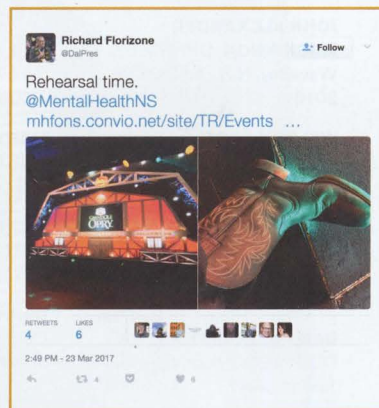 Richard Florizone
@DalPres
Follow
Rehearsal time.
@MentalHealthNS
mhfons.convio.net/site/TR/Events ...
OPRY
RETWEETS LIKES
4 6
2:49 PM - 23 Mar 2017
4 6